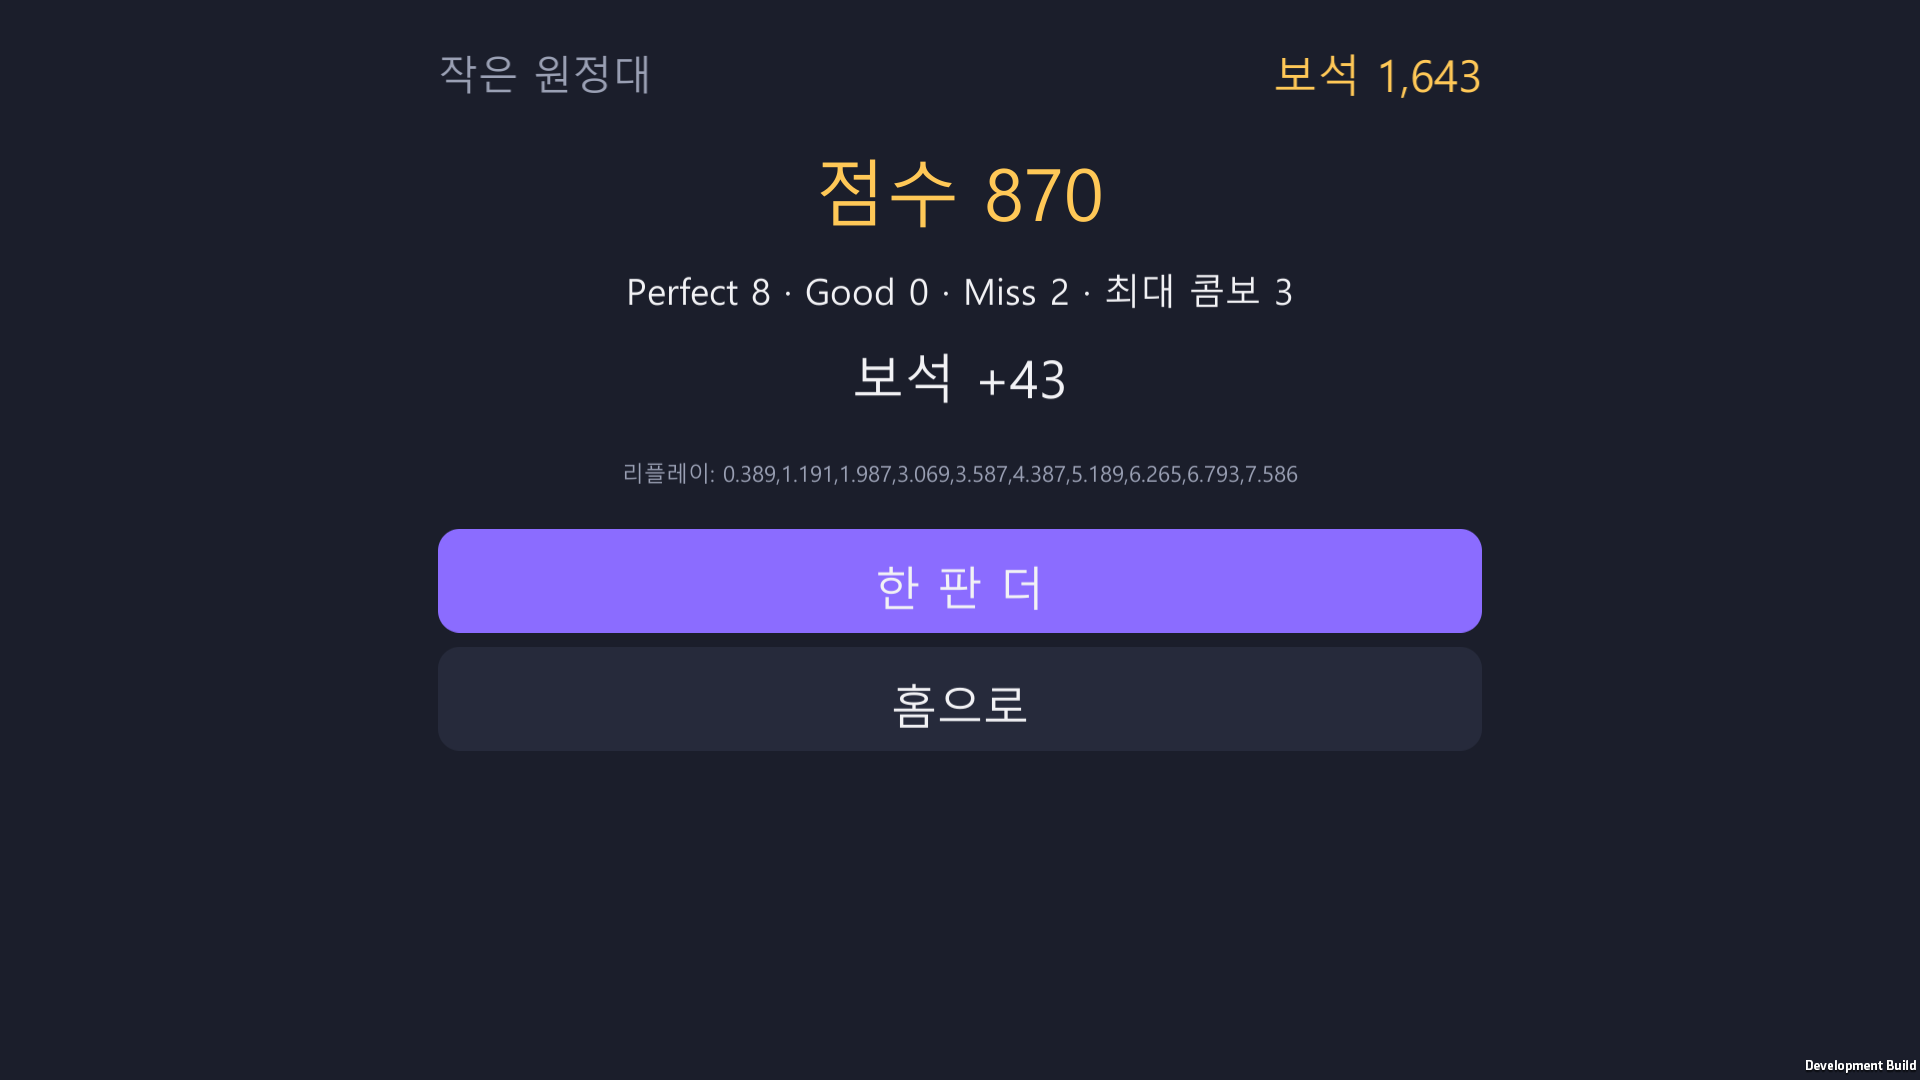 작은 원정대
보석 1,643
점수 870
Perfect 8 · Good 0 · Miss 2 · 최대 콤보 3
보석 +43
리플레이: 0.389,1.191,1.987,3.069,3.587,4.387,5.189,6.265,6.793,7.586
한 판 더
홈으로
Development Build